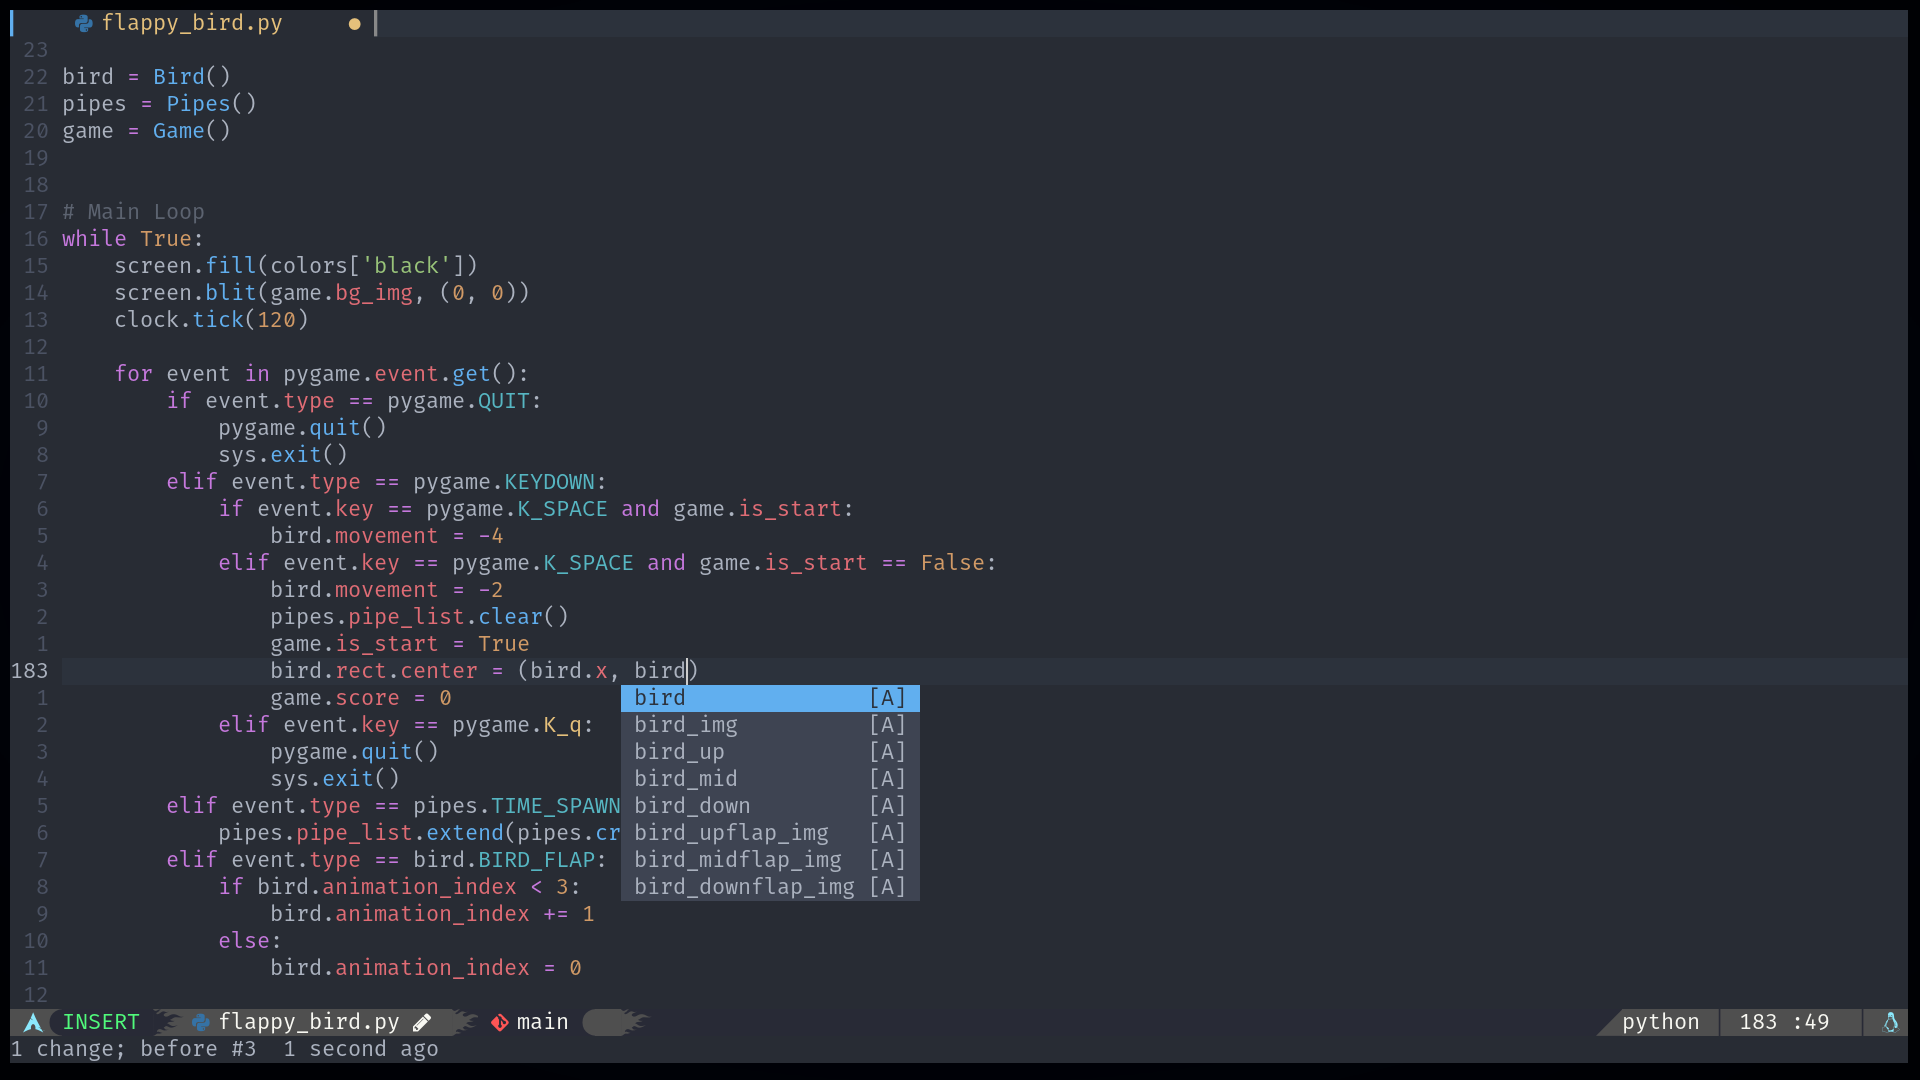 flappy_bird.py
23
22 bird = Bird()
21 pipes = Pipes()
20 game = Game()
19
18
17 # Main Loop
16 while True:
15     screen.fill(colors['black'])
14     screen.blit(game.bg_img, (0, 0))
13     clock.tick(120)
12
11     for event in pygame.event.get():
10         if event.type == pygame.QUIT:
9             pygame.quit()
8             sys.exit()
7         elif event.type == pygame.KEYDOWN:
6             if event.key == pygame.K_SPACE and game.is_start:
5                 bird.movement = -4
4             elif event.key == pygame.K_SPACE and game.is_start == False:
3                 bird.movement = -2
2                 pipes.pipe_list.clear()
1                 game.is_start = True
183                 bird.rect.center = (bird.x, bird)
1                 game.score = 0 bird [A]
2             elif event.key == pygame.K_q: bird_img [A]
3                 pygame.quit() bird_up [A]
4                 sys.exit() bird_mid [A]
5         elif event.type == pipes.TIME_SPAWN bird_down [A]
6             pipes.pipe_list.extend(pipes.cr bird_upflap_img [A]
7         elif event.type == bird.BIRD_FLAP: bird_midflap_img [A]
8             if bird.animation_index < 3: bird_downflap_img [A]
9                 bird.animation_index += 1
10             else:
11                 bird.animation_index = 0
12
INSERT flappy_bird.py main python 183 :49
1 change; before #3  1 second ago